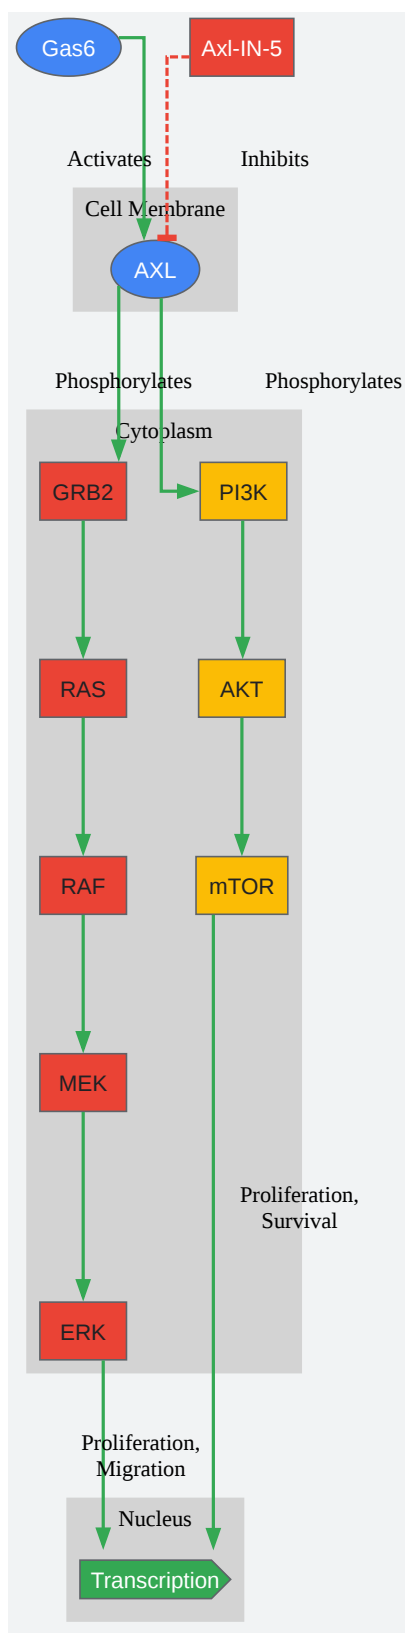 Gas6
Axl-IN-5
Activates
Inhibits
Cell Membrane
AXL
Phosphorylates
Phosphorylates
Cytoplasm
GRB2
PI3K
RAS
AKT
RAF
mTOR
MEK
Proliferation,
Survival
ERK
Proliferation,
Migration
Nucleus
Transcription